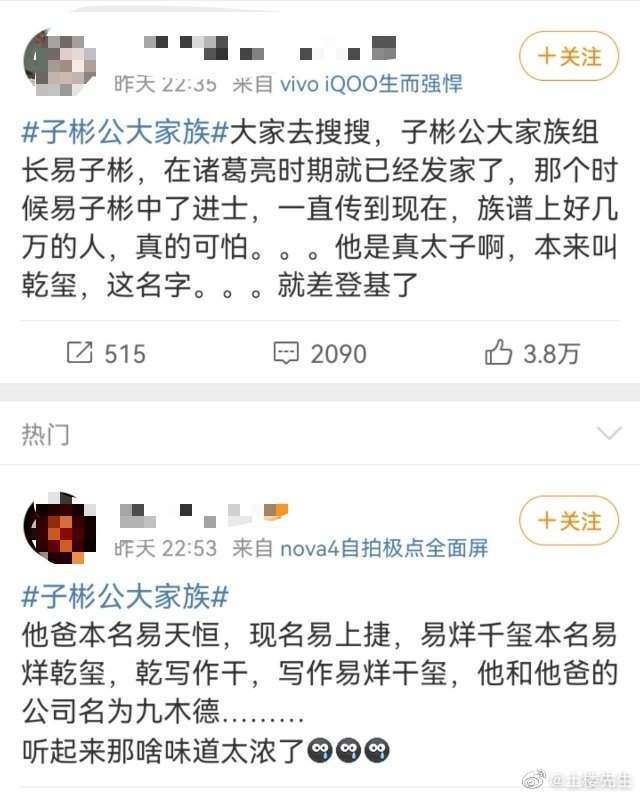 +关注
昨天 22:35 来自 vivo iQOO生而强悍
#子彬公大家族#大家去搜搜，子彬公大家族组
长易子彬，在诸葛亮时期就已经发家了，那个时
候易子彬中了进士，一直传到现在，族谱上好几
万的人，真的可怕。。。他是真太子啊，本来叫
乾玺，这名字。。。就差登基了
515 2090 3.8万
热门
+关注
昨天 22:53 来自 nova4自拍极点全面屏
#子彬公大家族#
他爸本名易天恒，现名易上捷，易烊千玺本名易
烊乾玺，乾写作干，写作易烊干玺，他和他爸的
公司名为九木德………
听起来那啥味道太浓了
@土楼先生